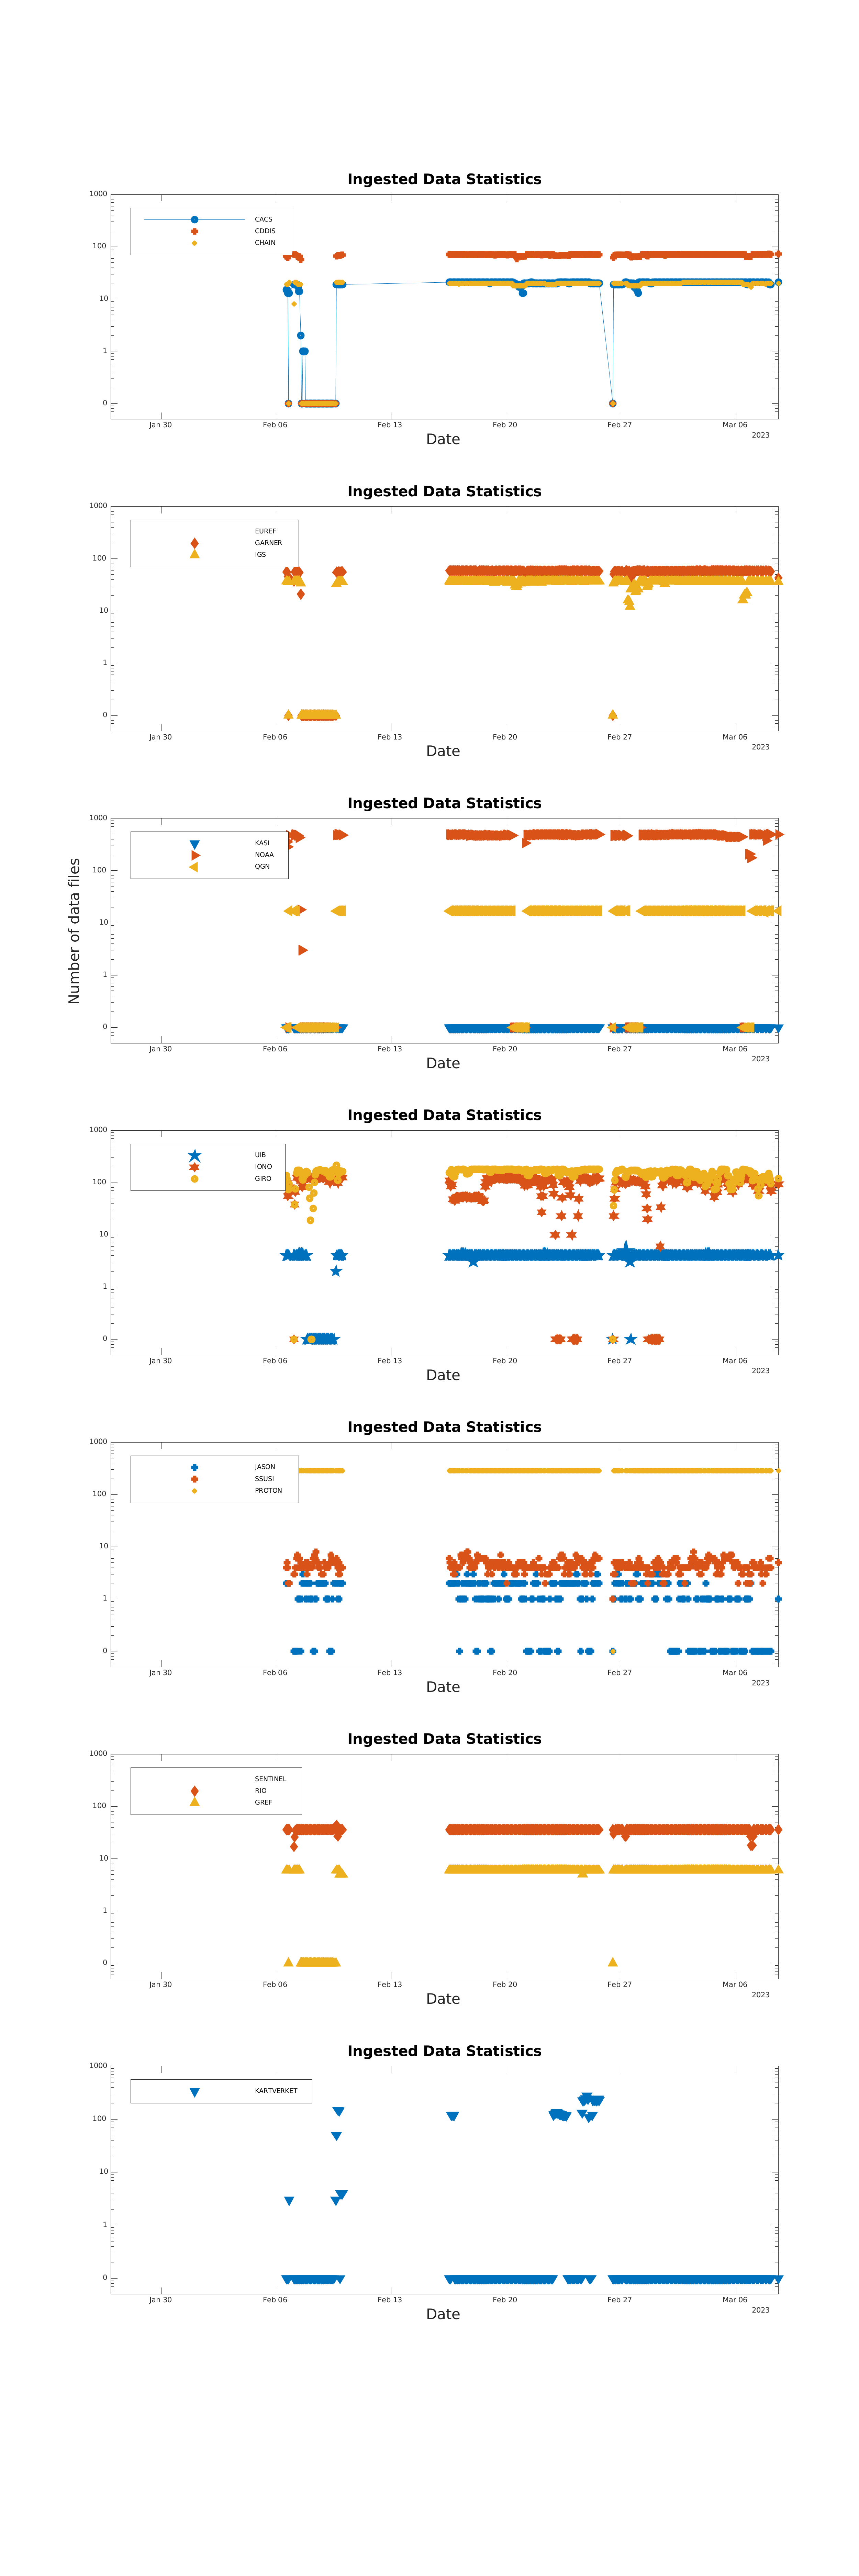 Ingested Data Statistics
1000
100
10
1
0
CACS
CDDIS
CHAIN
Jan 30
Feb 06
Feb 13
Feb 20
Feb 27
Mar 06
2023
Date
Ingested Data Statistics
1000
100
10
1
0
EUREF
GARNER
IGS
Jan 30
Feb 06
Feb 13
Feb 20
Feb 27
Mar 06
2023
Date
Number of data files
Ingested Data Statistics
1000
100
10
1
0
KASI
NOAA
QGN
Jan 30
Feb 06
Feb 13
Feb 20
Feb 27
Mar 06
2023
Date
Ingested Data Statistics
1000
100
10
1
0
UIB
IONO
GIRO
Jan 30
Feb 06
Feb 13
Feb 20
Feb 27
Mar 06
2023
Date
Ingested Data Statistics
1000
100
10
1
0
JASON
SSUSI
PROTON
Jan 30
Feb 06
Feb 13
Feb 20
Feb 27
Mar 06
2023
Date
Ingested Data Statistics
1000
100
10
1
0
SENTINEL
RIO
GREF
Jan 30
Feb 06
Feb 13
Feb 20
Feb 27
Mar 06
2023
Date
Ingested Data Statistics
1000
100
10
1
0
KARTVERKET
Jan 30
Feb 06
Feb 13
Feb 20
Feb 27
Mar 06
2023
Date